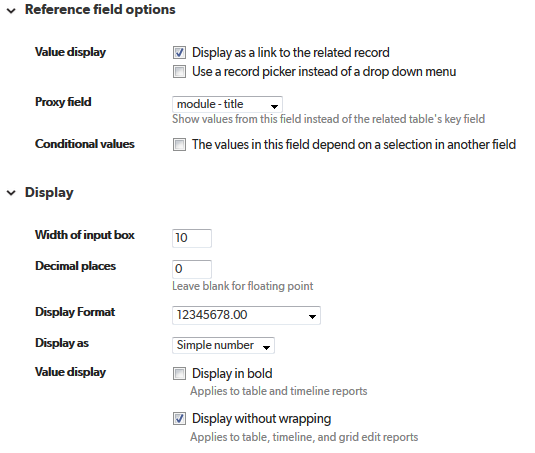 Reference field options
Value display Display as a link to the related record
Use a record picker instead of a drop down menu
Proxy field module - title
Show values from this field instead of the related table's key field
Conditional values The values in this field depend on a selection in another field
Display
Width of input box 10
Decimal places 0
Leave blank for floating point
Display Format 12345678.00
Display as Simple number
Value display Display in bold
Applies to table and timeline reports
Display without wrapping
Applies to table, timeline, and grid edit reports